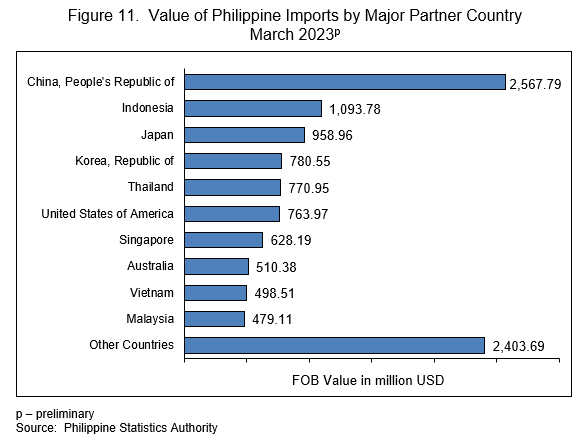 Figure 11.  Value of Philippine Imports by Major Partner Country
March 2023ᵖ
China, People's Republic of 2,567.79
Indonesia 1,093.78
Japan 958.96
Korea, Republic of 780.55
Thailand 770.95
United States of America 763.97
Singapore 628.19
Australia 510.38
Vietnam 498.51
Malaysia 479.11
Other Countries 2,403.69
FOB Value in million USD
p – preliminary
Source:  Philippine Statistics Authority